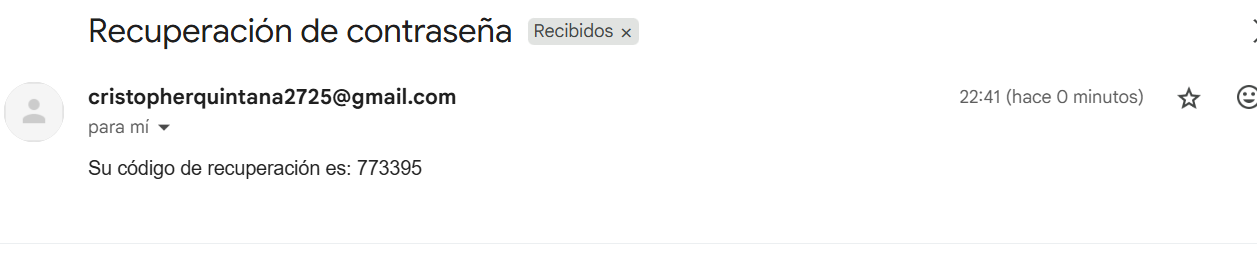 Recuperación de contraseña Recibidos ×
cristopherquintana2725@gmail.com 22:41 (hace 0 minutos)
para mí
Su código de recuperación es: 773395